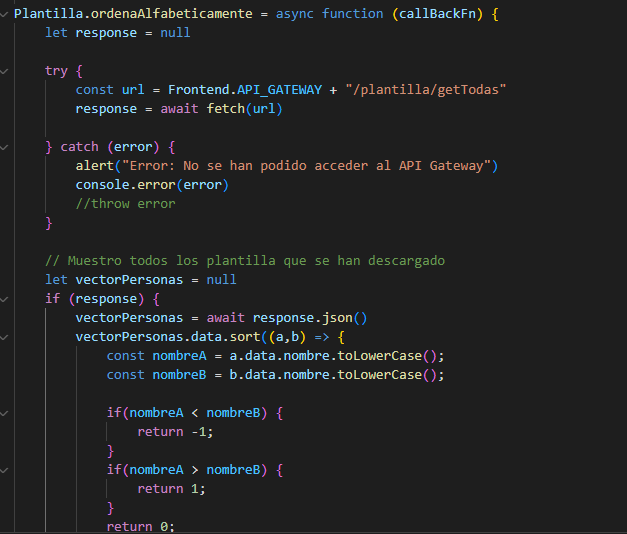 Plantilla.ordenaAlfabeticamente = async function (callBackFn) {
let response = null
try {
const url = Frontend.API_GATEWAY + "/plantilla/getTodas"
response = await fetch(url)
} catch (error) {
alert("Error: No se han podido acceder al API Gateway")
console.error(error)
//throw error
}
// Muestro todos los plantilla que se han descargado
let vectorPersonas = null
if (response) {
vectorPersonas = await response.json()
vectorPersonas.data.sort((a,b) => {
const nombreA = a.data.nombre.toLowerCase();
const nombreB = b.data.nombre.toLowerCase();
if(nombreA < nombreB) {
return -1;
}
if(nombreA > nombreB) {
return 1;
}
return 0;